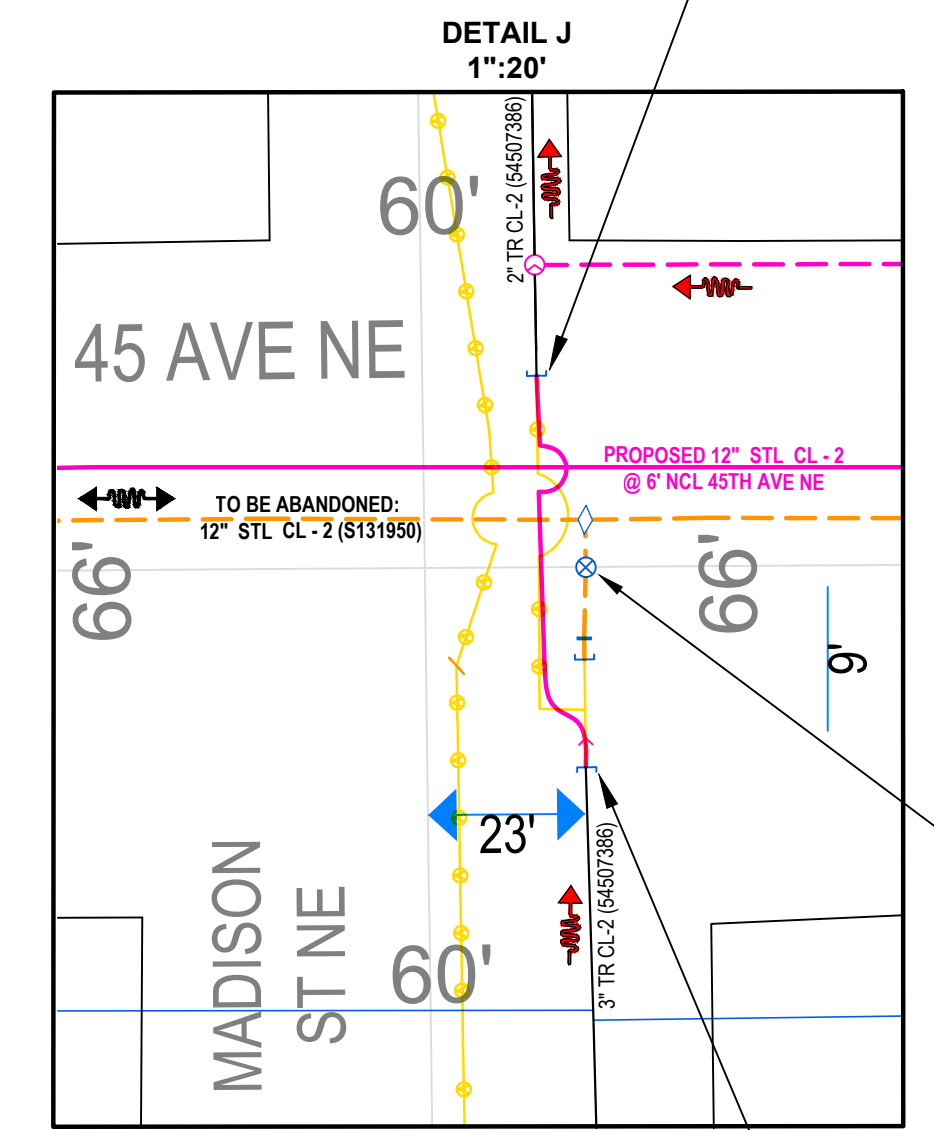 DETAIL J
1":20'
2" TR CL-2 (54507386)
60'
45 AVE NE
PROPOSED 12" STL CL - 2
@ 6' NCL 45TH AVE NE
TO BE ABANDONED:
12" STL CL - 2 (S131950)
66'
66'
9'
23'
3" TR CL-2 (54507386)
MADISON
ST NE
60'